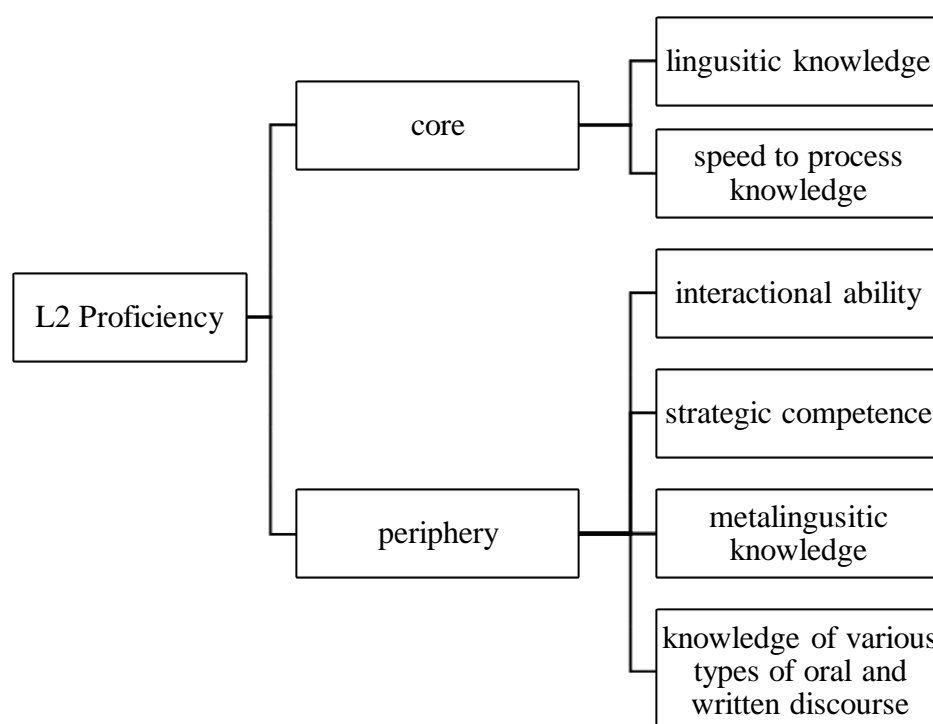 lingusitic knowledge
core
speed to process
knowledge
interactional ability
L2 Proficiency
strategic competence
periphery
metalingusitic
knowledge
knowledge of various
types of oral and
written discourse